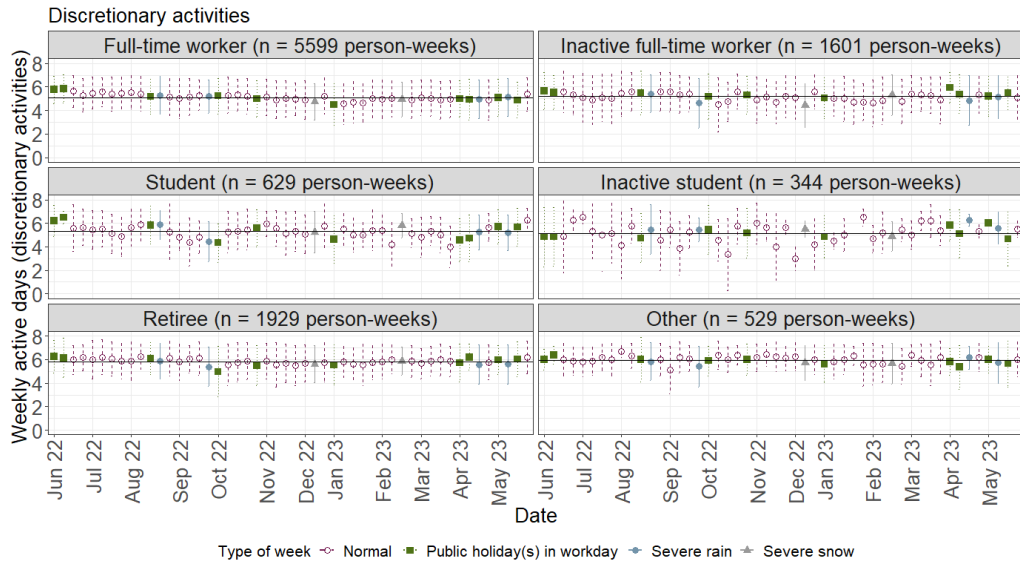 Discretionary activities
Weekly active days (discretionary activities)
Full-time worker (n = 5599 person-weeks)
Inactive full-time worker (n = 1601 person-weeks)
8
6
4
2
0
Student (n = 629 person-weeks)
Inactive student (n = 344 person-weeks)
8
6
4
2
0
Retiree (n = 1929 person-weeks)
Other (n = 529 person-weeks)
8
6
4
2
0
Jun 22 Jul 22 Aug 22 Sep 22 Oct 22 Nov 22 Dec 22 Jan 23 Feb 23 Mar 23 Apr 23 May 23
Jun 22 Jul 22 Aug 22 Sep 22 Oct 22 Nov 22 Dec 22 Jan 23 Feb 23 Mar 23 Apr 23 May 23
Date
Type of week Normal Public holiday(s) in workday Severe rain Severe snow